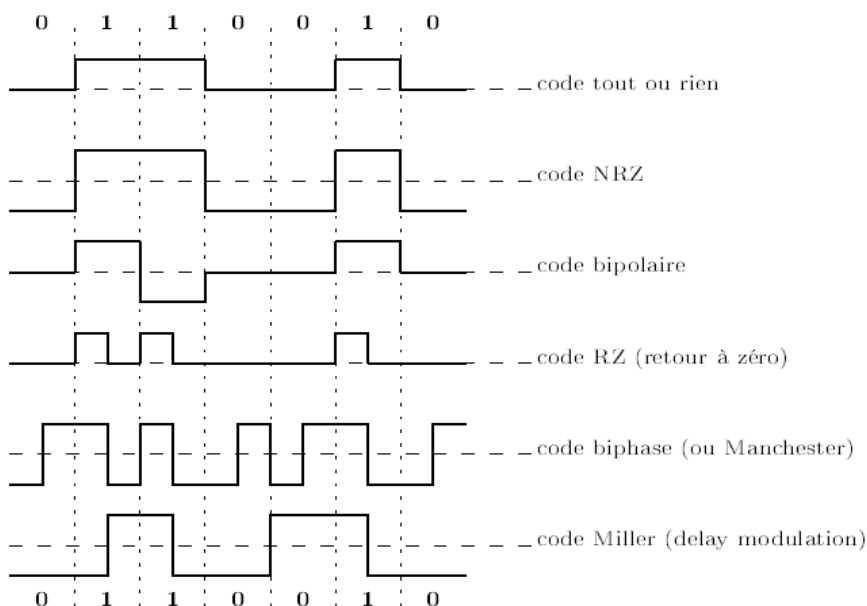 0 1 1 0 0 1 0
code tout ou rien
code NRZ
code bipolaire
code RZ (retour à zéro)
code biphase (ou Manchester)
code Miller (delay modulation)
0 1 1 0 0 1 0